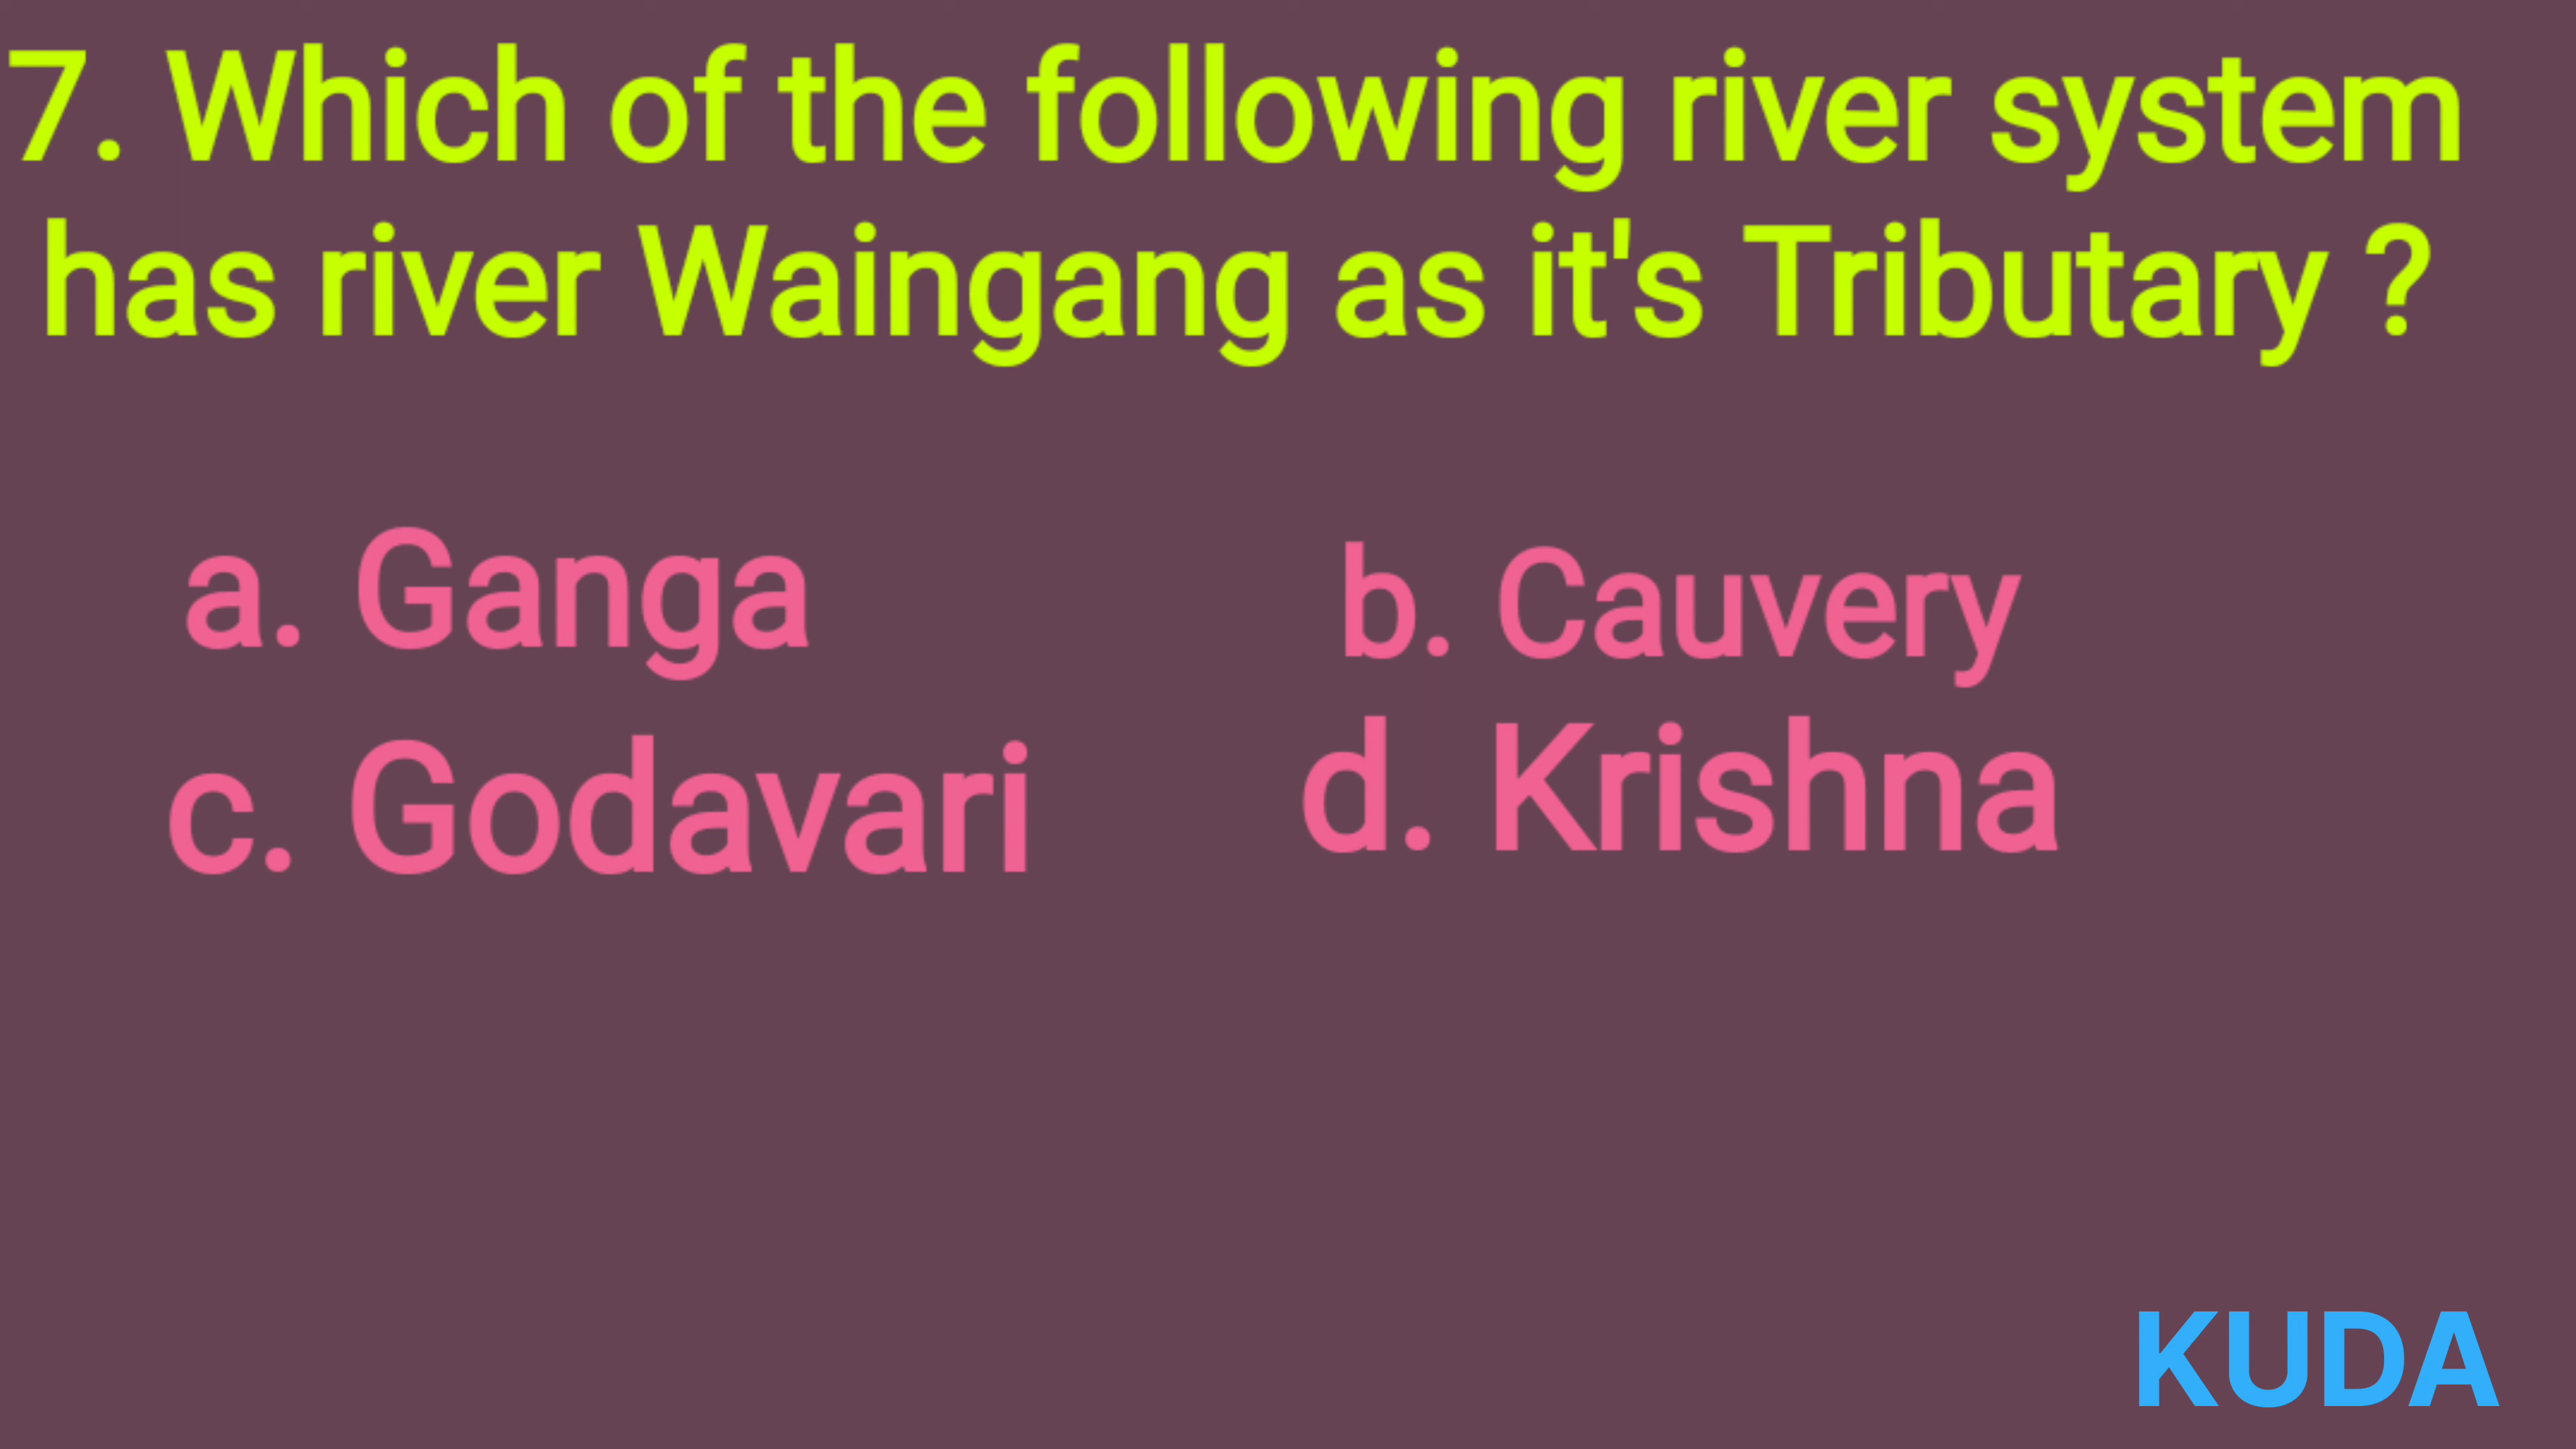 7. Which of the following river system
has river Waingang as it's Tributary ?
a. Ganga
b. Cauvery
c. Godavari
d. Krishna
KUDA